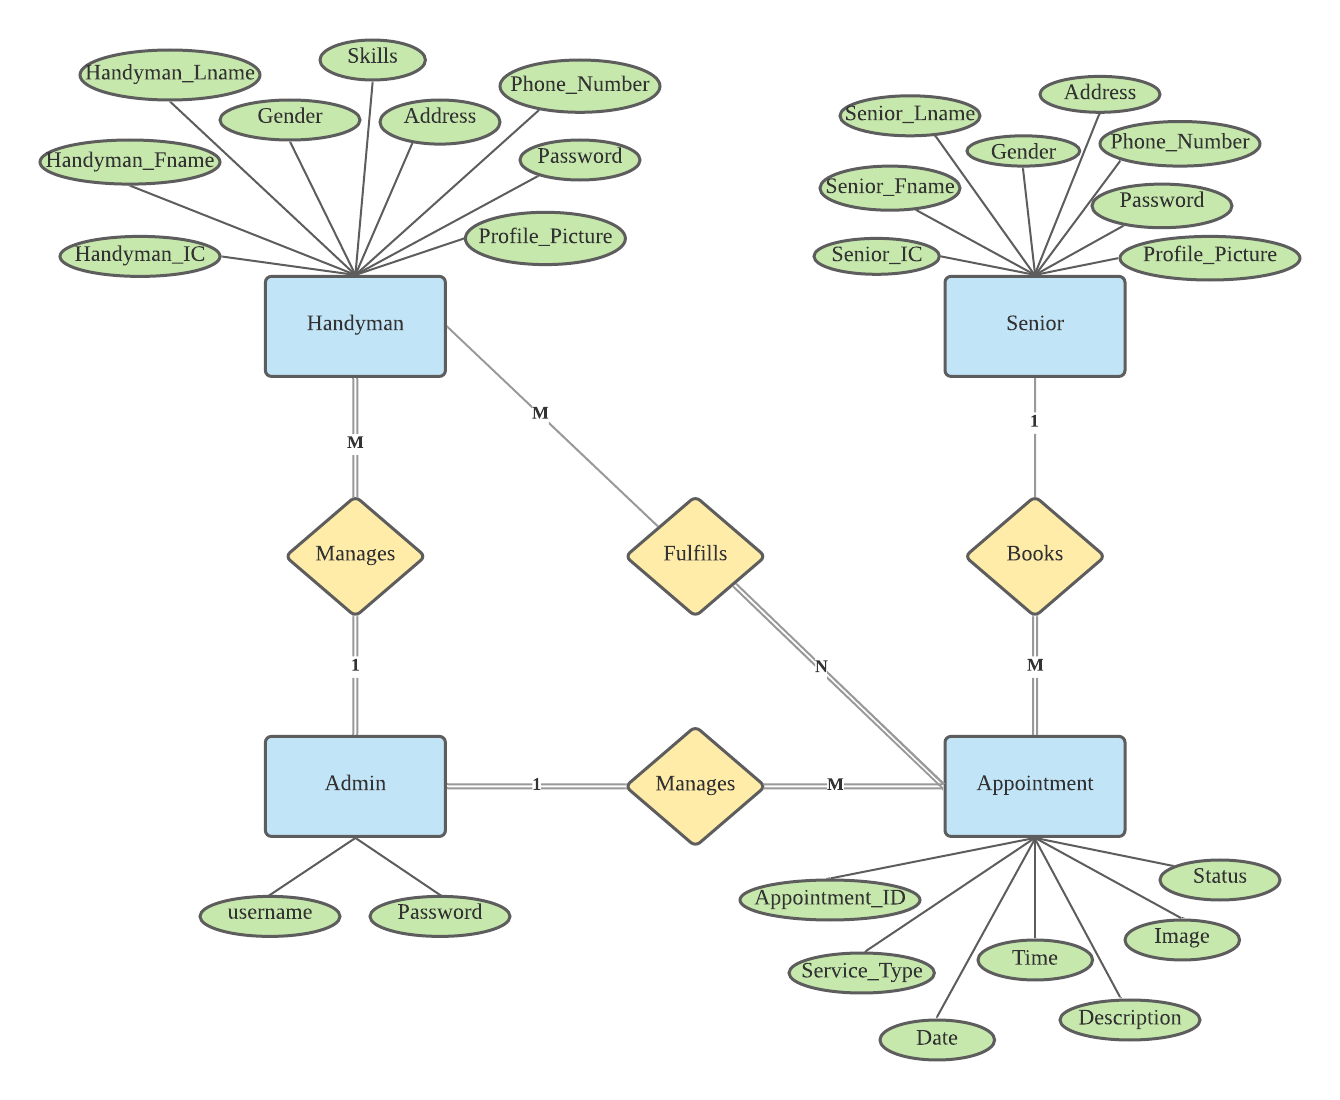 Skills
Handyman_Lname
Phone_Number
Gender
Address
Handyman_Fname
Password
Handyman_IC
Profile_Picture
Handyman
Address
Senior_Lname
Gender
Phone_Number
Senior_Fname
Password
Senior_IC
Profile_Picture
Senior
M
M
1
Manages
Fulfills
Books
1
N
M
Admin
1
Manages
M
Appointment
username
Password
Appointment_ID
Status
Service_Type
Time
Image
Date
Description